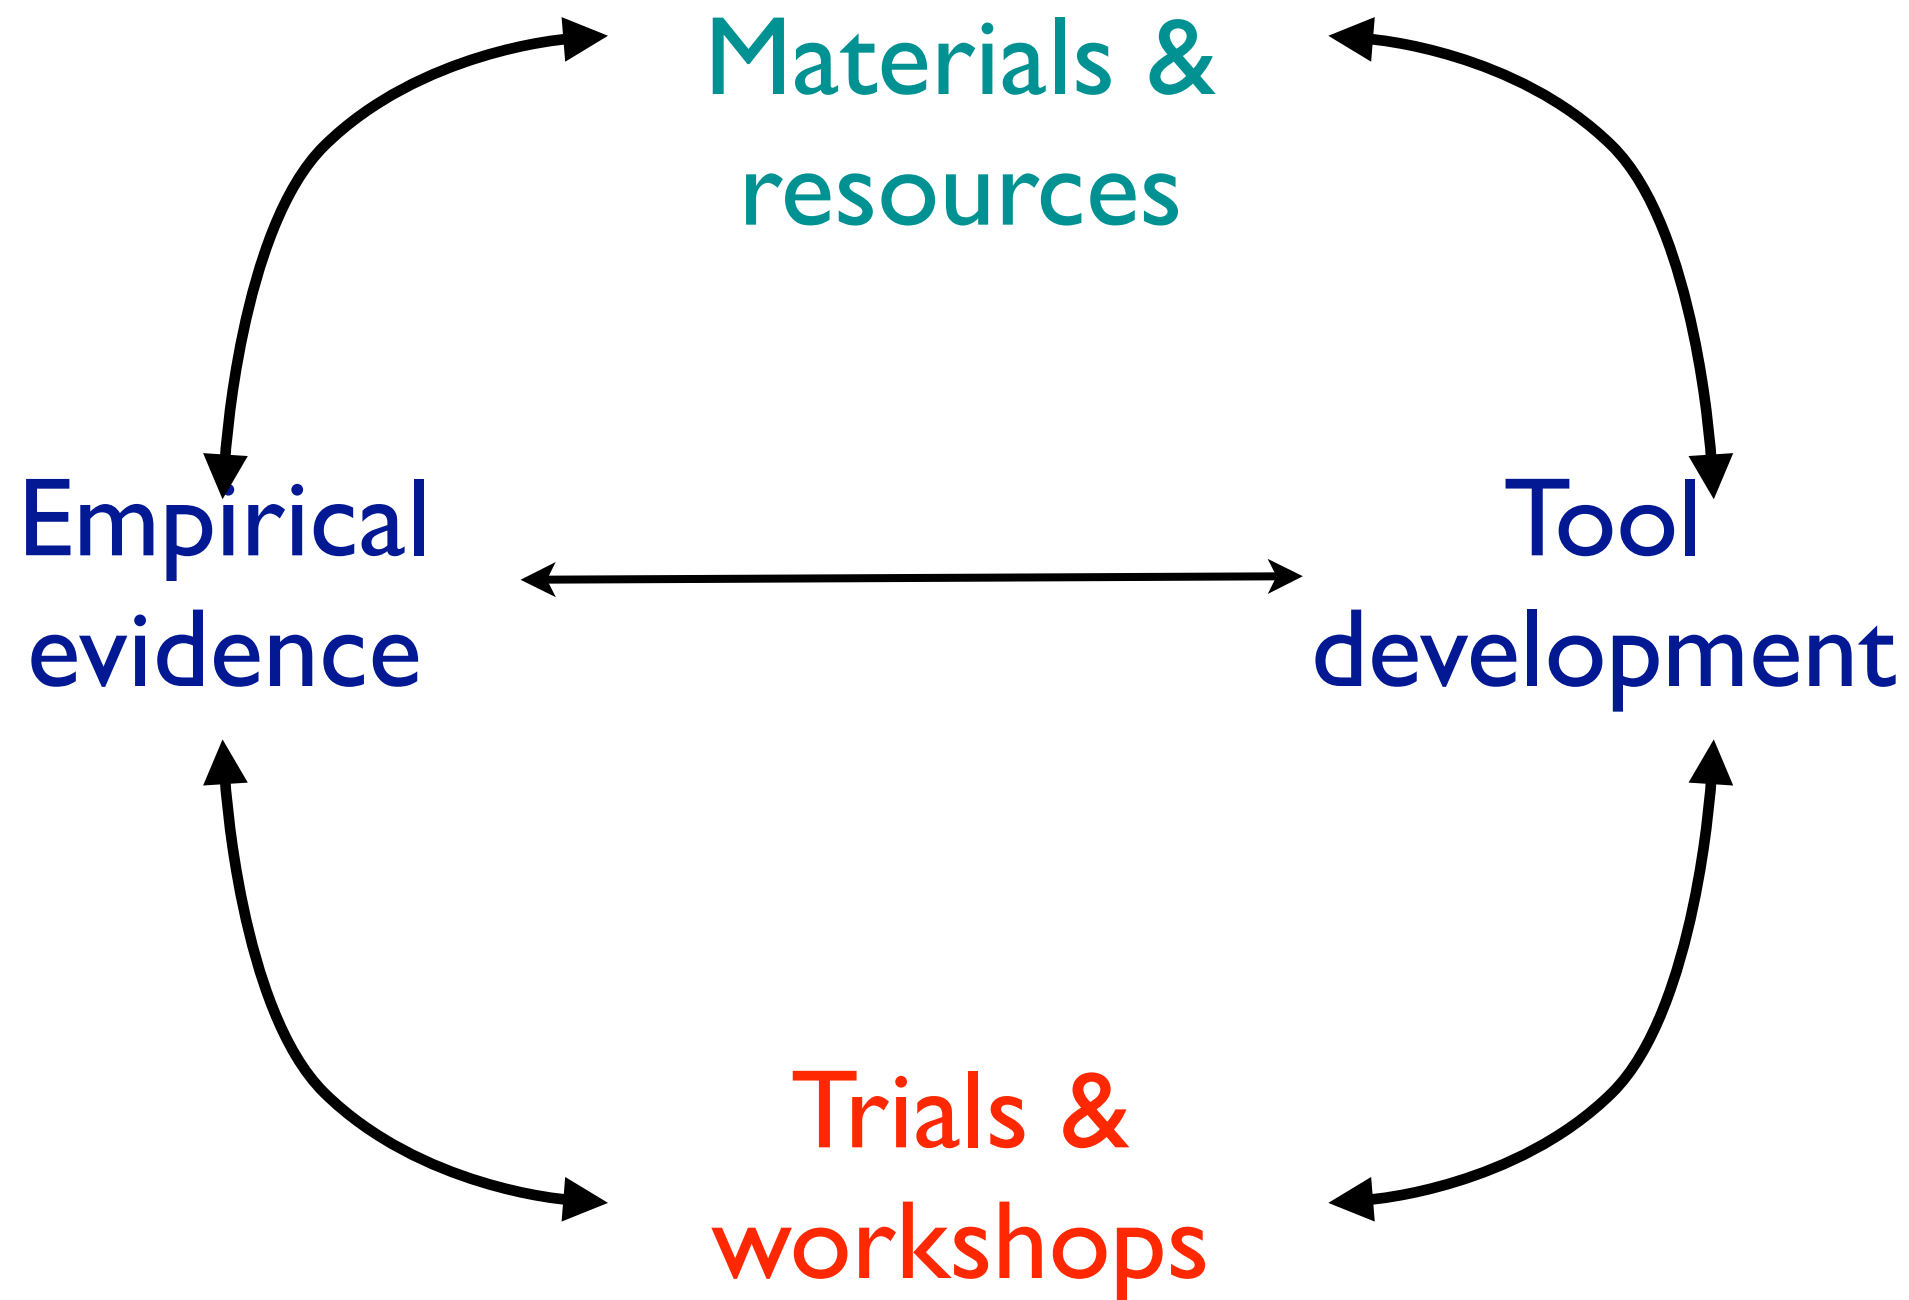 Materials &
resources
Empirical
evidence
Tool
development
Trials &
workshops